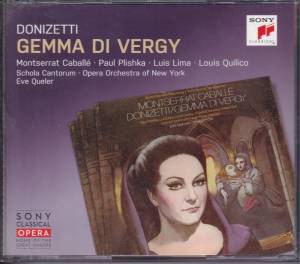 DONIZETTI
GEMMA DI VERGY
Montserrat Caballé · Paul Plishka · Luis Lima · Louis Quilico
Schola Cantorum · Opera Orchestra of New York
Eve Queler
SONY
CLASSICAL
MONTSERRAT CABALLÉ
DONIZETTI/GEMMA DI VERGY
SONY
CLASSICAL
OPERA